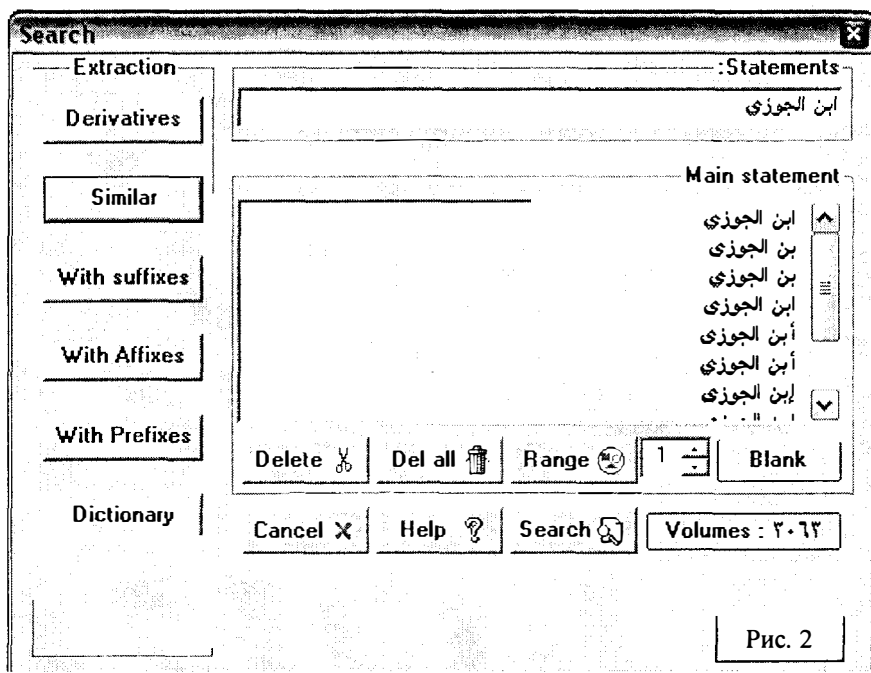 Search
Extraction
Derivatives
Similar
With suffixes
With Affixes
With Prefixes
Dictionary
:Statements
ابن الجوزي
Main statement
ابن الجوزي
بن الجوزى
بن الجوزي
ابن الجوزى
أبن الجوزى
أبن الجوزي
إبن الجوزي
Delete
Del all
Range
1
Blank
Cancel
Help
Search
Volumes : ٢٠٦٣
Рис. 2